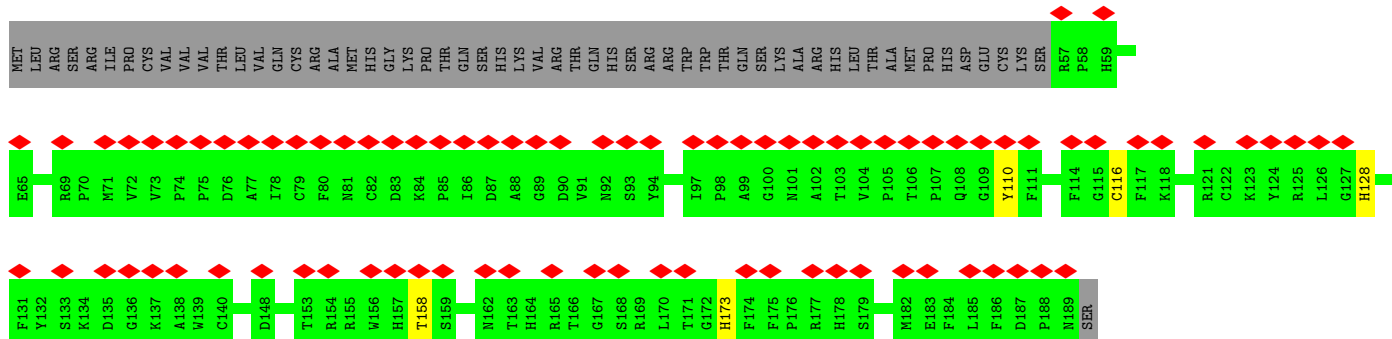 MET LEU ARG SER ARG ILE PRO CYS VAL VAL VAL THR LEU VAL GLN CYS ARG ALA MET HIS GLY LYS PRO THR GLN SER HIS LYS VAL ARG THR GLN HIS SER ARG ARG TRP TRP THR GLN SER LYS ALA ARG HIS LEU THR ALA MET PRO HIS ASP GLU CYS LYS SER R57 P58 H59
E65 R69 P70 M71 V72 V73 P74 P75 D76 A77 I78 C79 F80 N81 C82 D83 K84 P85 I86 D87 A88 G89 D90 V91 N92 S93 Y94 I97 P98 A99 G100 N101 A102 T103 V104 P105 T106 P107 Q108 G109 Y110 F111 F114 G115 C116 F117 K118 R121 C122 K123 Y124 R125 L126 G127 H128
F131 Y132 S133 K134 D135 G136 K137 A138 W139 C140 D148 T153 R154 R155 W156 H157 T158 S159 N162 T163 H164 R165 T166 G167 S168 R169 L170 T171 G172 H173 F174 F175 P176 R177 H178 S179 M182 E183 F184 L185 F186 D187 P188 N189 SER